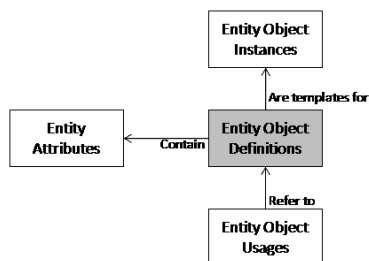 Entity Object
Instances
Are templates for
Entity
Attributes
Contain
Entity Object
Definitions
Refer to
Entity Object
Usages